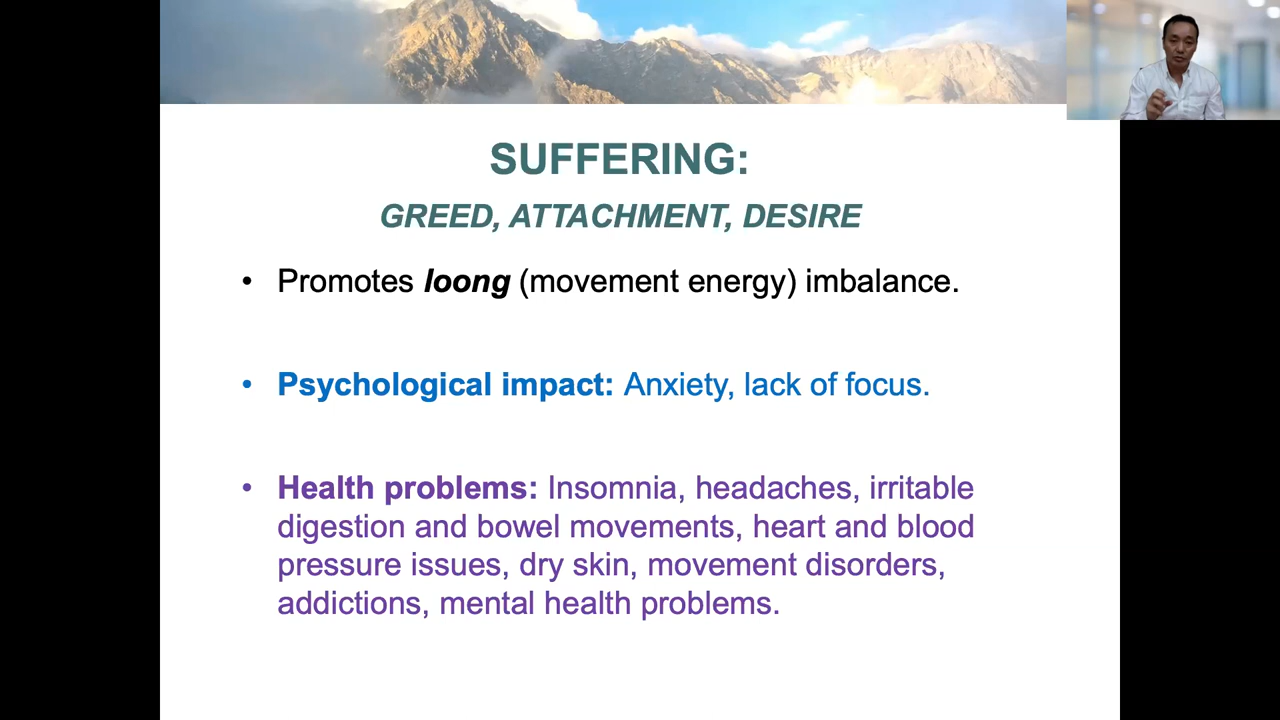 SUFFERING:
GREED, ATTACHMENT, DESIRE
• Promotes loong (movement energy) imbalance.
• Psychological impact: Anxiety, lack of focus.
• Health problems: Insomnia, headaches, irritable
digestion and bowel movements, heart and blood
pressure issues, dry skin, movement disorders,
addictions, mental health problems.